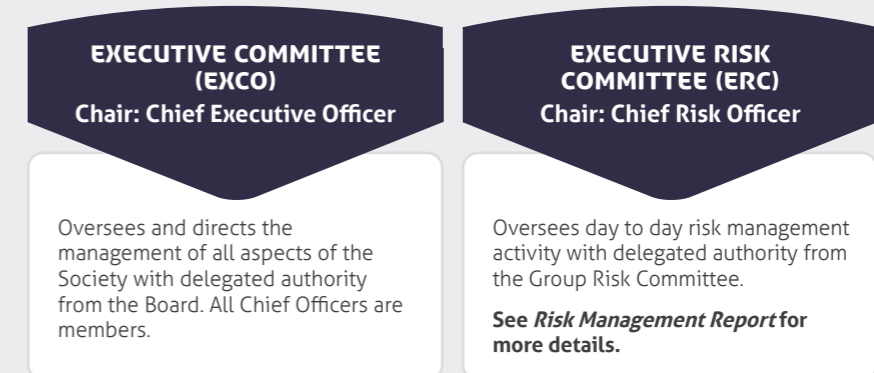 EXECUTIVE COMMITTEE
(EXCO)
Chair: Chief Executive Officer
Oversees and directs the
management of all aspects of the
Society with delegated authority
from the Board. All Chief Officers are
members.
EXECUTIVE RISK
COMMITTEE (ERC)
Chair: Chief Risk Officer
Oversees day to day risk management
activity with delegated authority from
the Group Risk Committee.
See Risk Management Report for
more details.